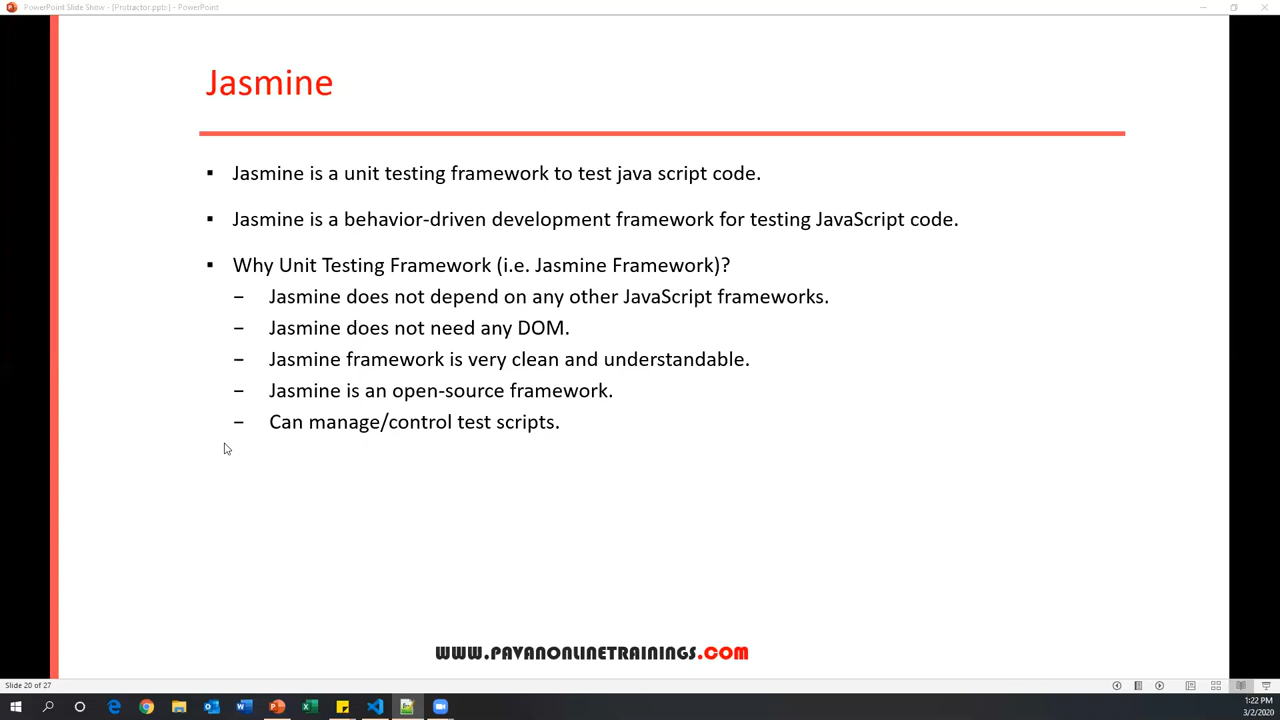 PowerPoint Slide Show - [Protractor.pptx] - PowerPoint
Jasmine
▪ Jasmine is a unit testing framework to test java script code.
▪ Jasmine is a behavior-driven development framework for testing JavaScript code.
▪ Why Unit Testing Framework (i.e. Jasmine Framework)?
– Jasmine does not depend on any other JavaScript frameworks.
– Jasmine does not need any DOM.
– Jasmine framework is very clean and understandable.
– Jasmine is an open-source framework.
– Can manage/control test scripts.
WWW.PAVANONLINETRAININGS.COM
Slide 20 of 27
1:22 PM
3/2/2020